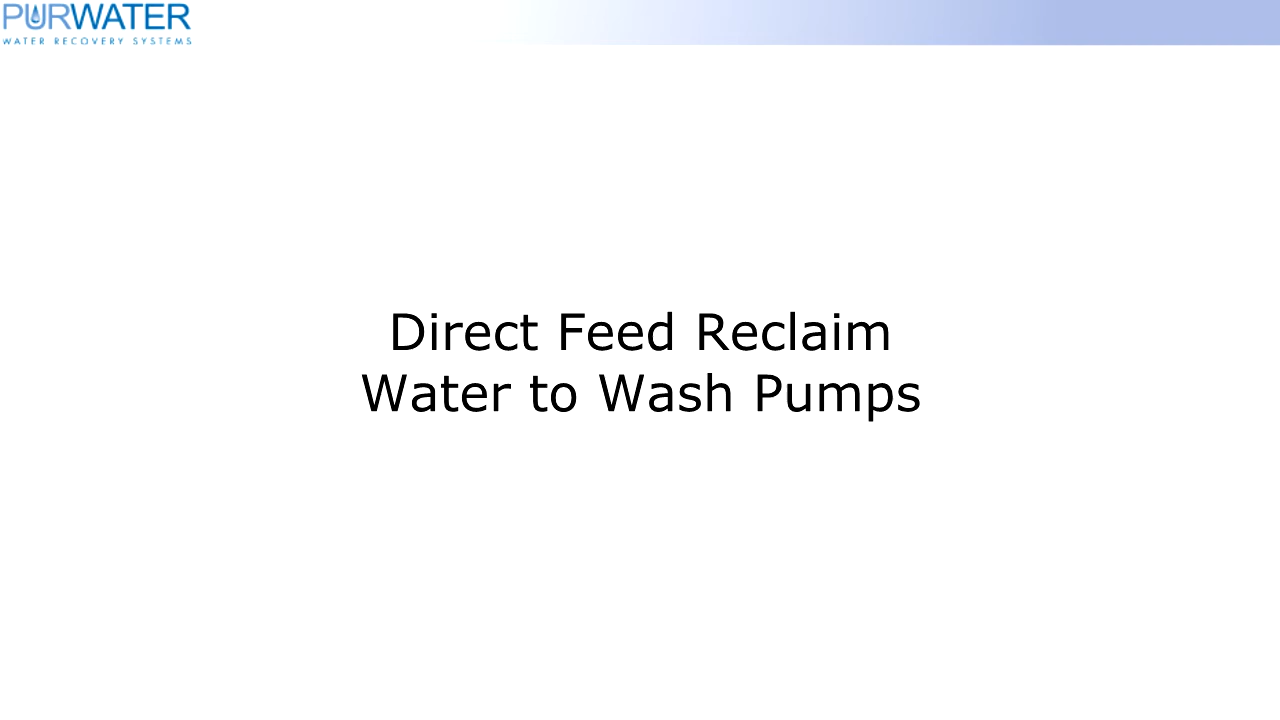 PURWATER
WATER RECOVERY SYSTEMS
Direct Feed Reclaim
Water to Wash Pumps